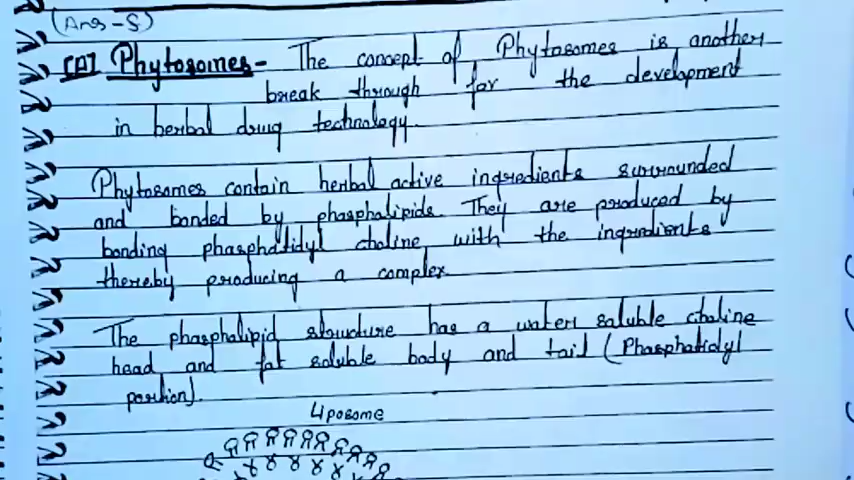 (Ans-5)
[A] Phytosomes- The concept of Phytosomes is another
break through for the development
in herbal drug technology.
Phytosomes contain herbal active ingredients surrounded
and bonded by phospholipids. They are produced by
bonding phosphatidyl choline with the ingredients
thereby producing a complex.
The phospholipid structure has a water soluble choline
head and fat soluble body and tail (Phosphatidyl
portion).
Liposome